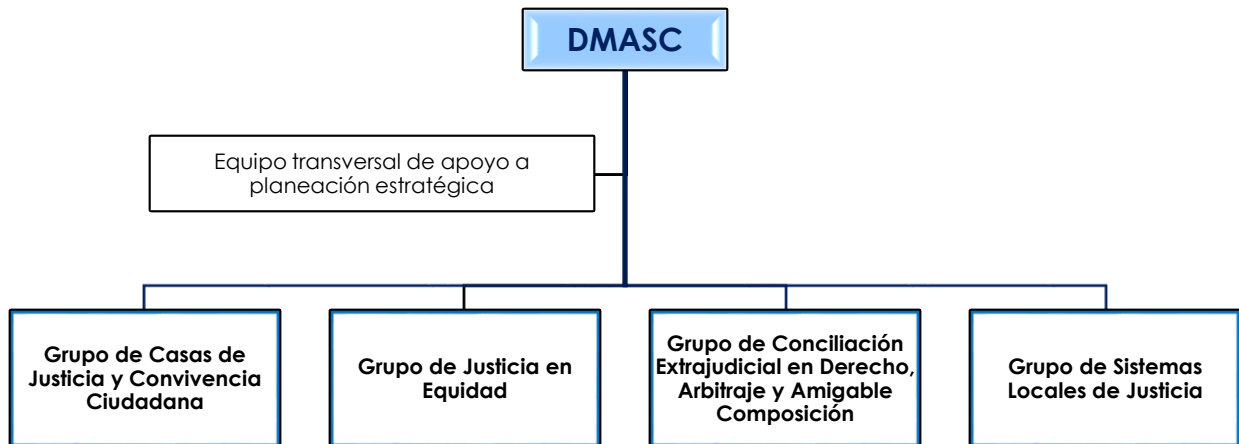 DMASC
Equipo transversal de apoyo a
planeación estratégica
Grupo de Casas de
Justicia y Convivencia
Ciudadana
Grupo de Justicia en
Equidad
Grupo de Conciliación
Extrajudicial en Derecho,
Arbitraje y Amigable
Composición
Grupo de Sistemas
Locales de Justicia